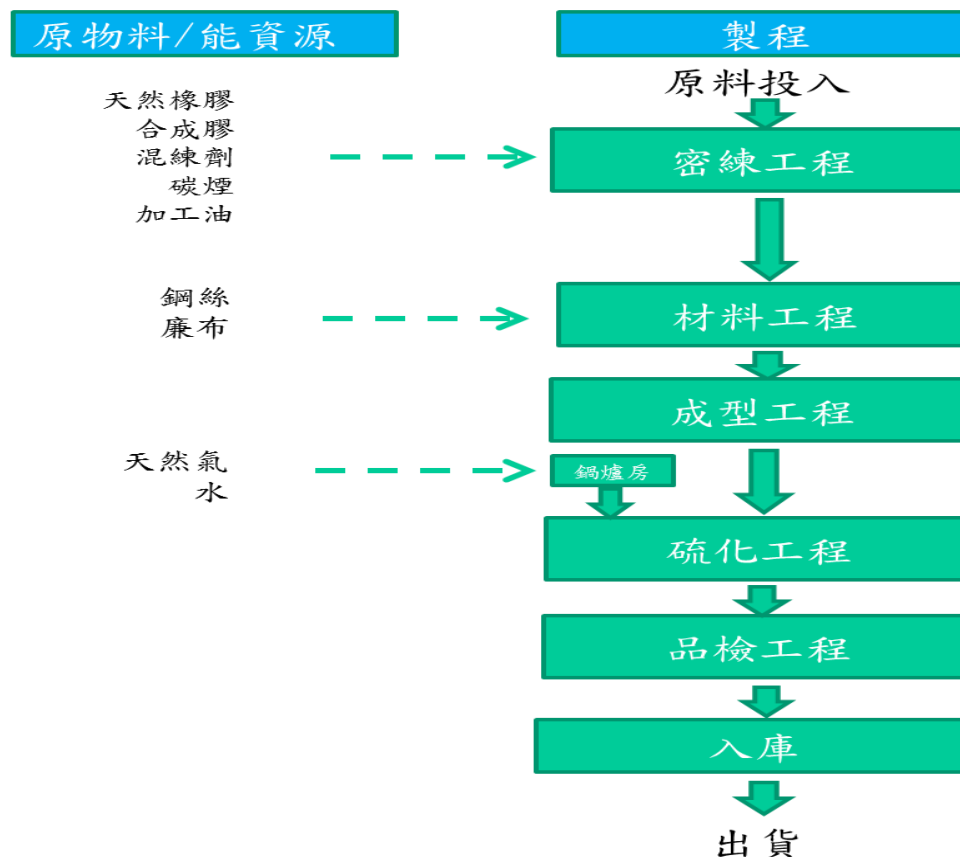 原物料/能資源
製程
原料投入
天然橡膠
合成膠
混練劑
碳煙
加工油
密練工程
鋼絲
廉布
材料工程
成型工程
天然氣
水
鍋爐房
硫化工程
品檢工程
入庫
出貨